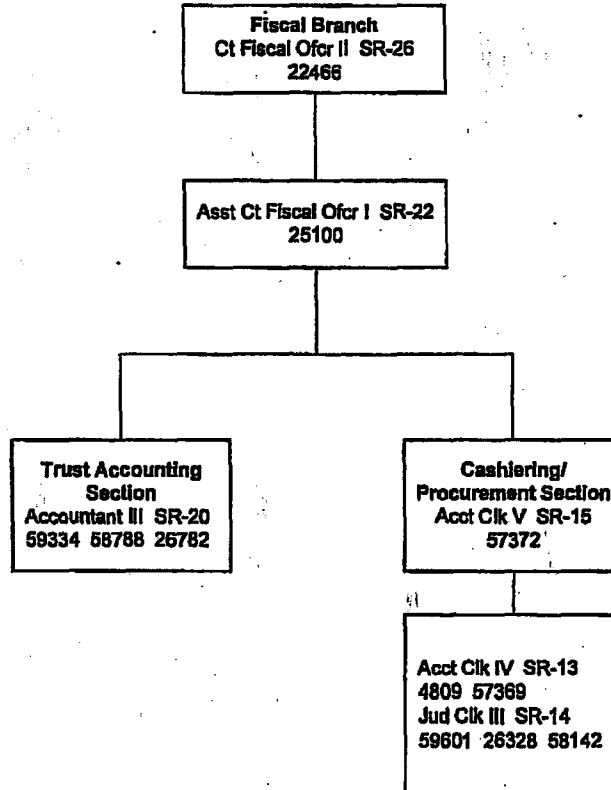 Fiscal Branch
Ct Fiscal Ofcr II SR-26
22466
Asst Ct Fiscal Ofcr I SR-22
25100
Trust Accounting
Section
Accountant III SR-20
59334 58788 26782
Cashiering/
Procurement Section
Acct Clk V SR-15
57372
Acct Clk IV SR-13
4809 57369
Jud Clk III SR-14
59601 26328 58142